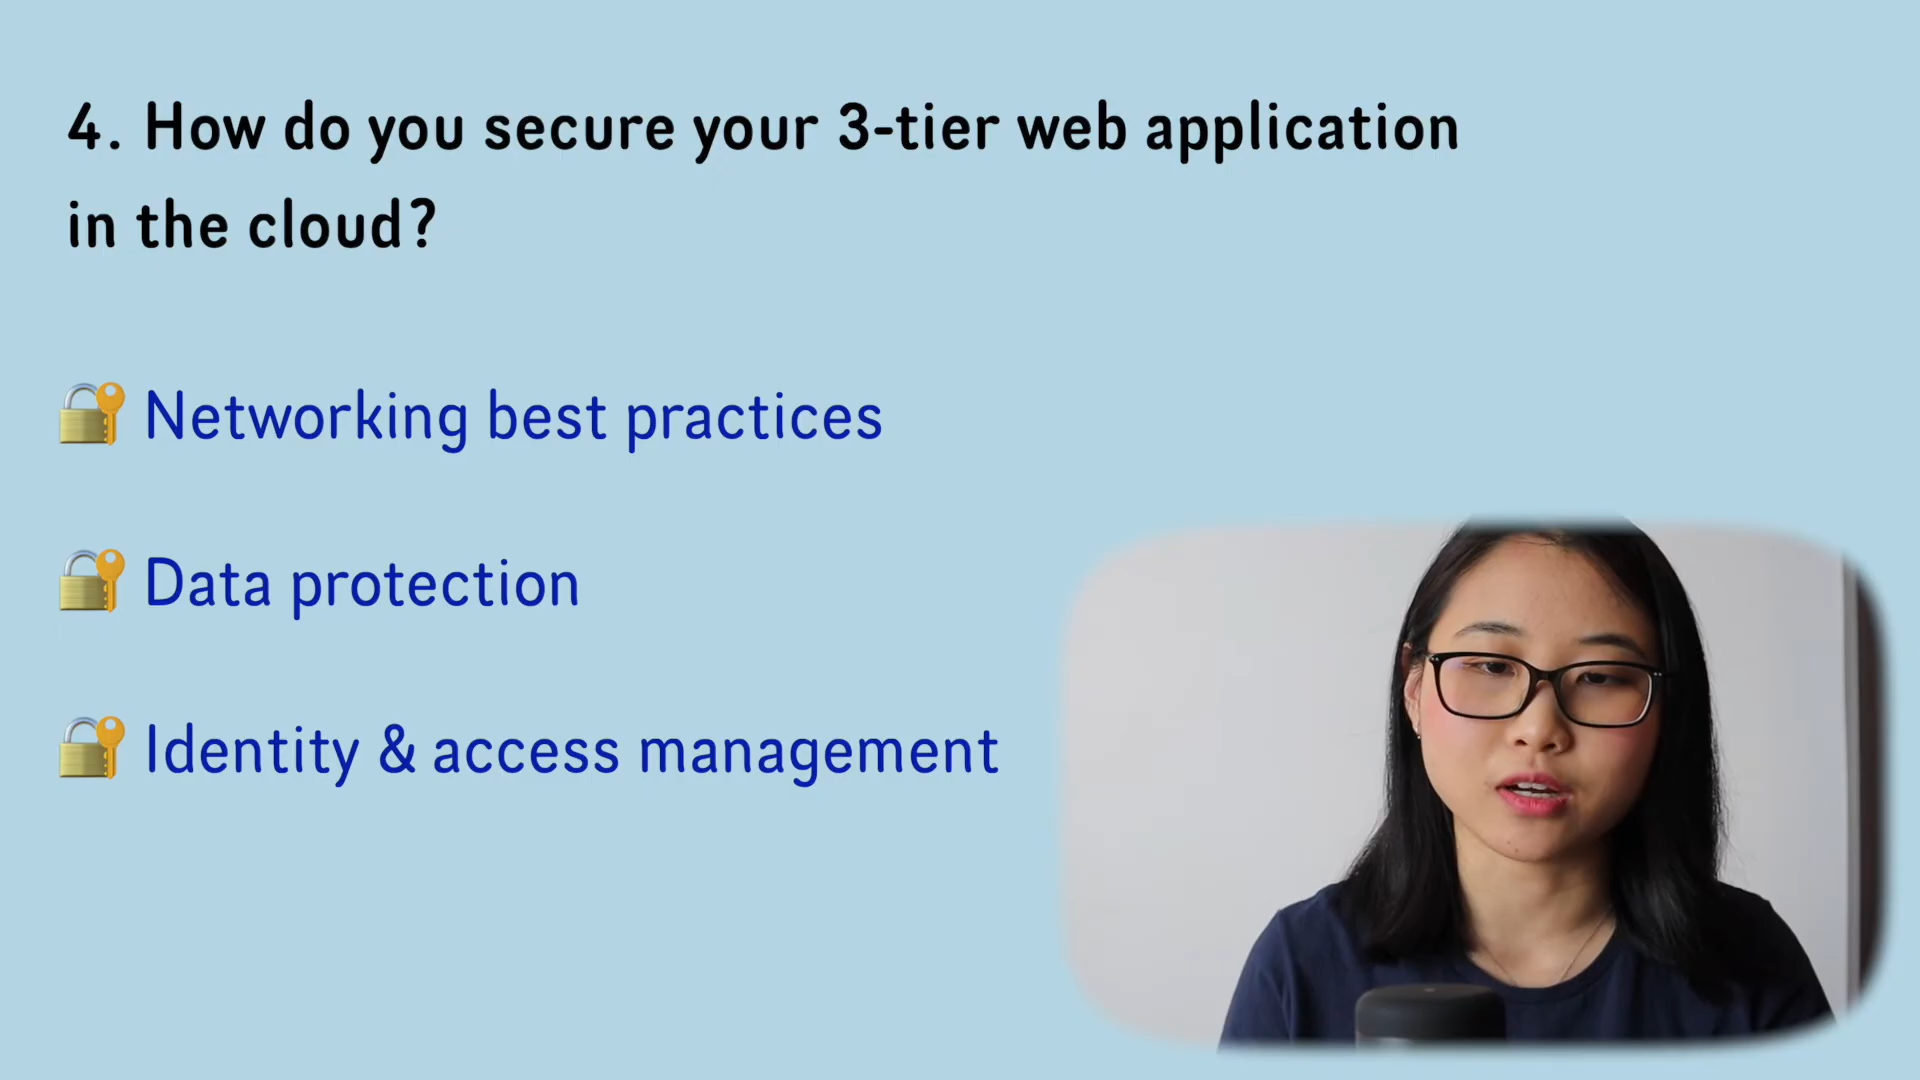 4. How do you secure your 3-tier web application
in the cloud?
🔐 Networking best practices
🔐 Data protection
🔐 Identity & access management